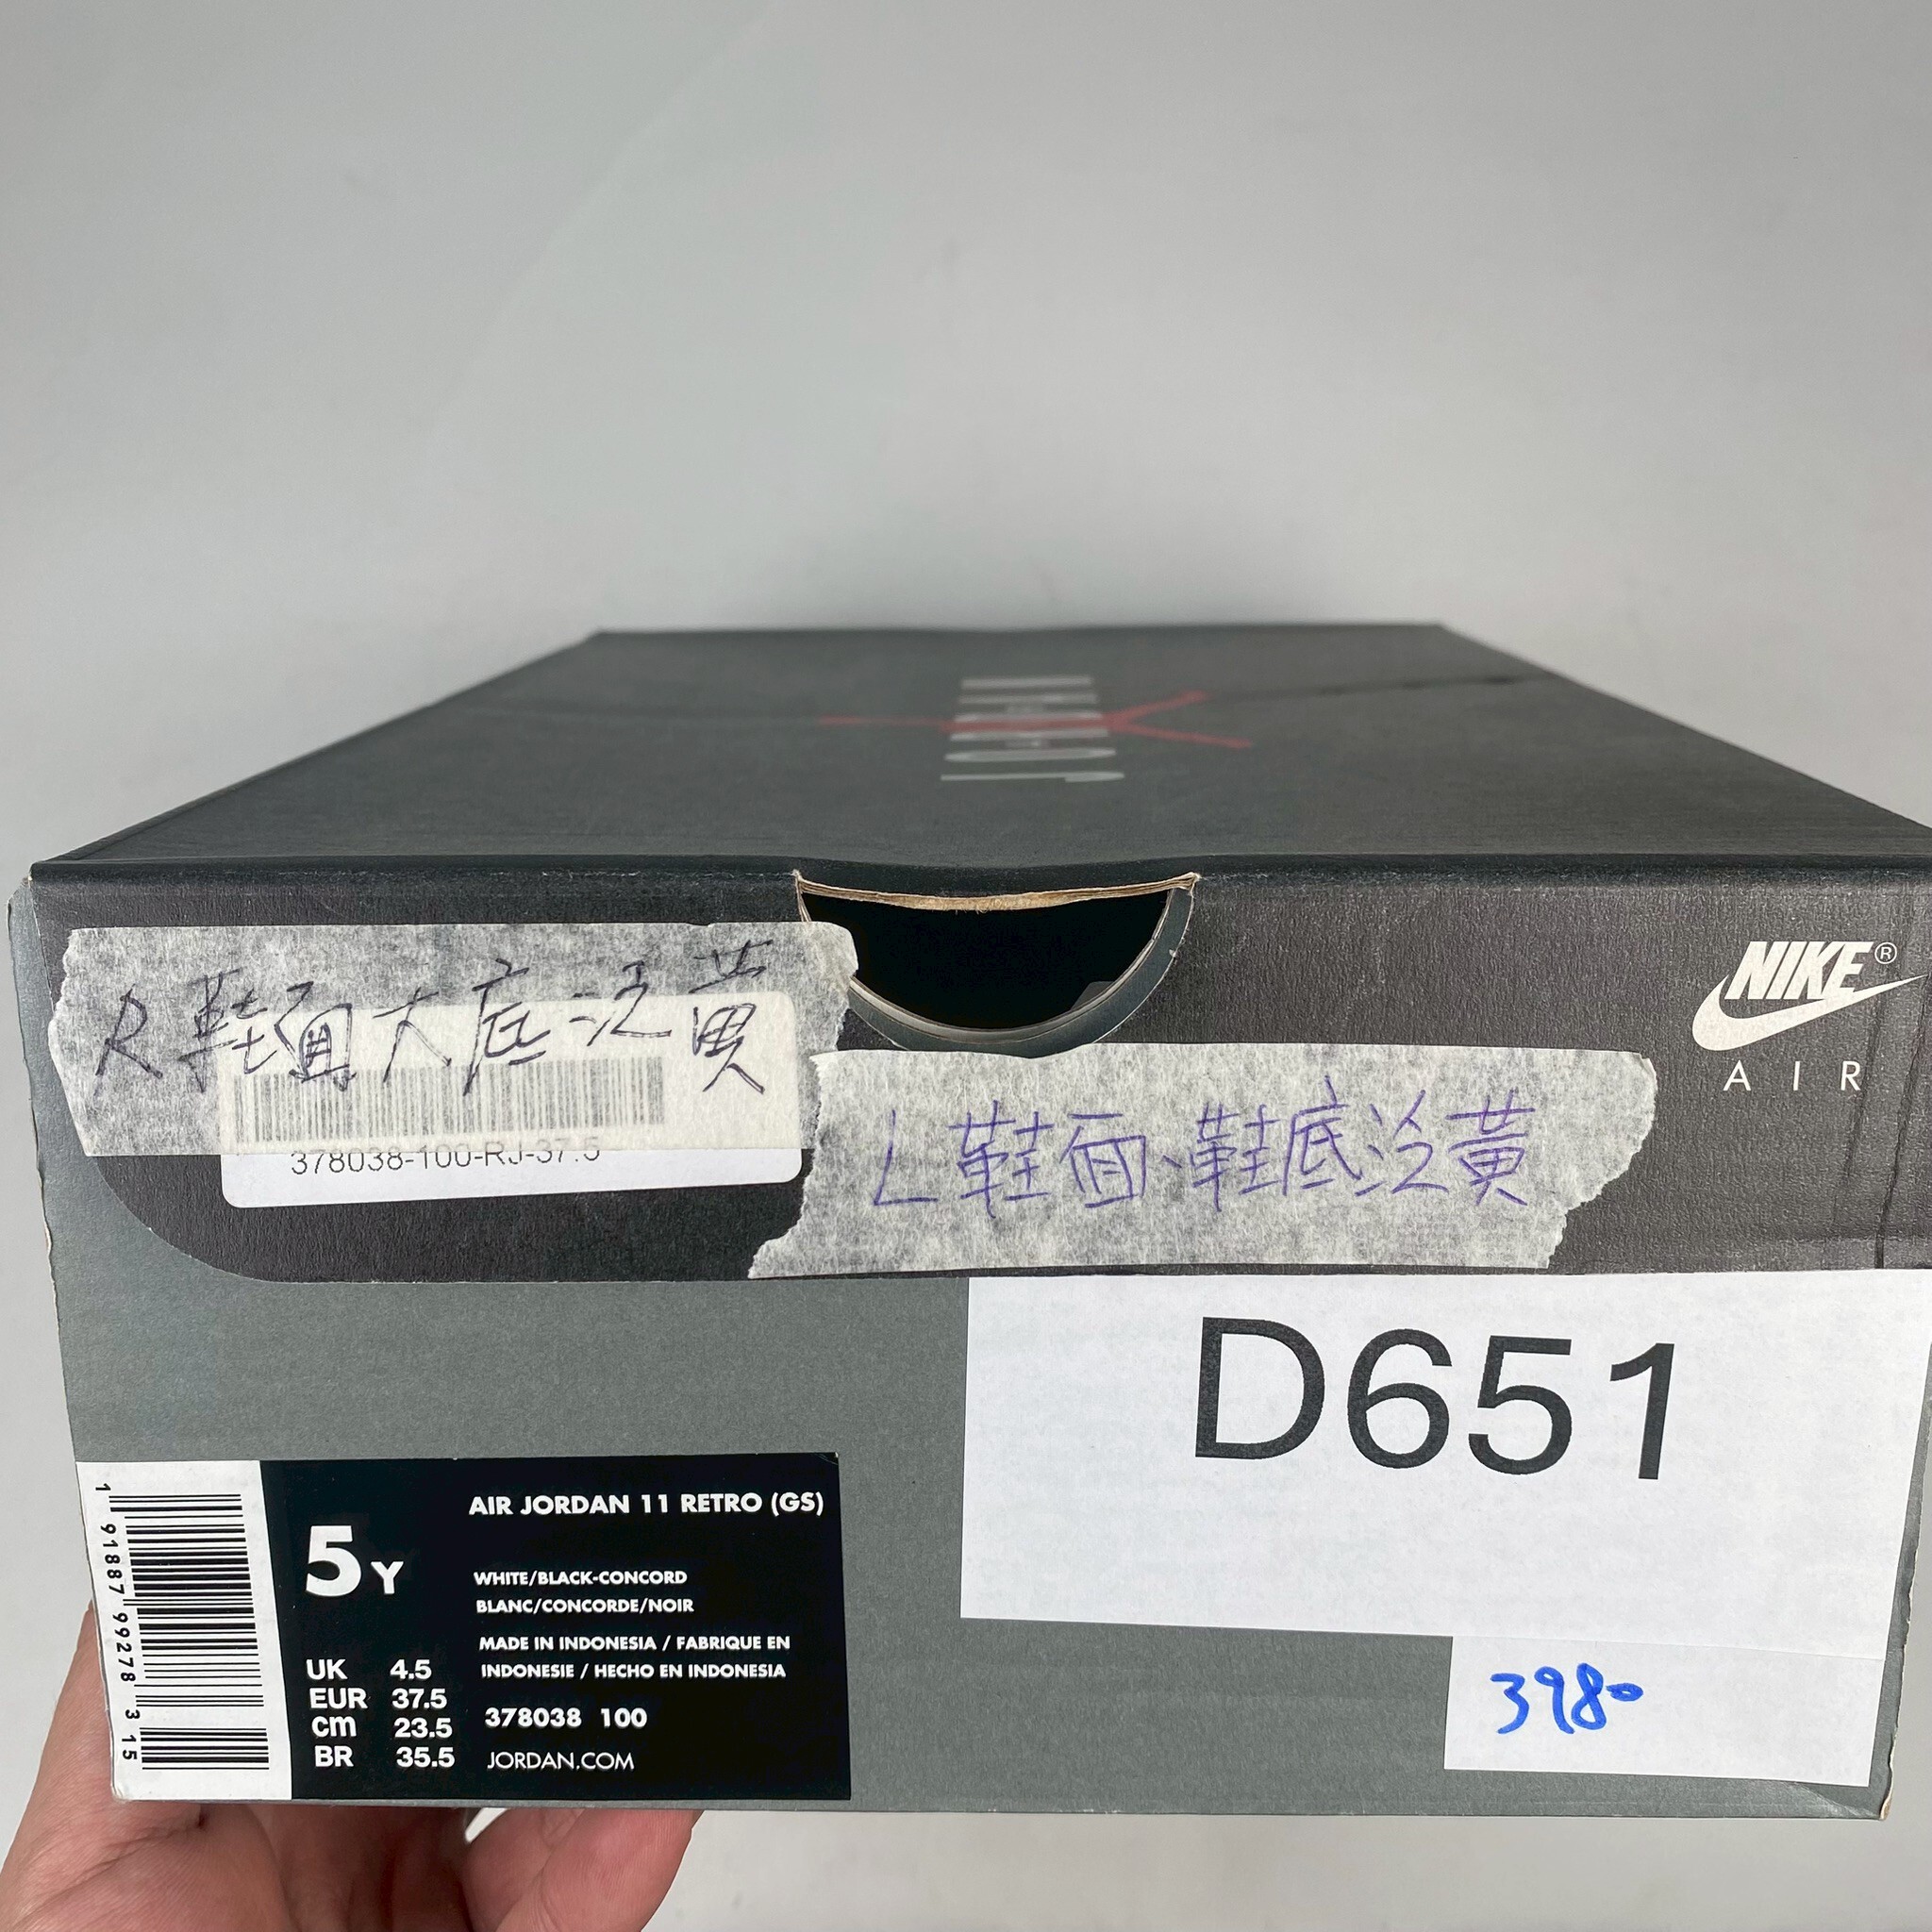 JORDAN
NIKE®
AIR
R鞋面大底泛黃
378038-100-RJ-37.5
L鞋面、鞋底泛黃
D651
3980
AIR JORDAN 11 RETRO (GS)
5Y
WHITE/BLACK-CONCORD
BLANC/CONCORDE/NOIR
MADE IN INDONESIA / FABRIQUE EN
INDONESIE / HECHO EN INDONESIA
UK 4.5
EUR 37.5
cm 23.5
BR 35.5
378038 100
JORDAN.COM
1 91887 99278 3 15